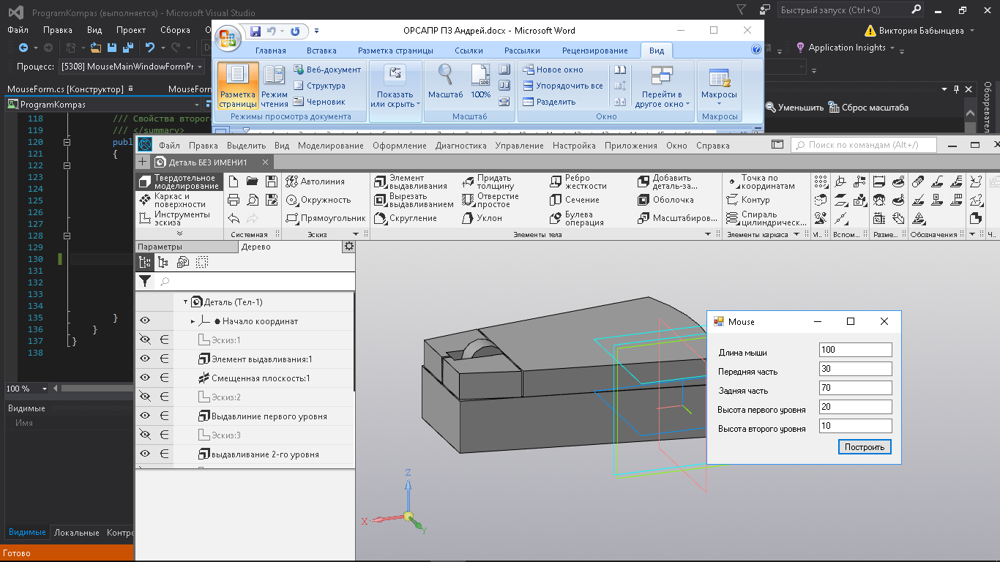 ProgramKompas (выполняется) - Microsoft Visual Studio
Быстрый запуск (Ctrl+Q)
Файл Правка Вид Проект Сборка
Виктория Бабынцева
Application Insights
Процесс: [5308] MouseMainWindowFormPr
MouseForm.cs [Конструктор] MouseForm
ProgramKompas
Уменьшить Сброс масштаба
118 /// Свойства второго
119 /// </summary>
120 publ
121 {
122
123
124
125
126
127
128
129
130
131
132
133
134
135 }
136 }
137 }
138
100 %
Видимые
Имя
Видимые Локальные Контро
Готово
ОРСАПР ПЗ Андрей.docx - Microsoft Word
Главная Вставка Разметка страницы Ссылки Рассылки Рецензирование Вид
Разметка страницы
Режим чтения
Веб-документ
Структура
Черновик
Режимы просмотра документа
Показать или скрыть
Масштаб 100%
Масштаб
Новое окно
Упорядочить все
Разделить
Перейти в другое окно
Окно
Макросы
Макросы
Файл Правка Выделить Вид Моделирование Оформление Диагностика Управление Настройка Приложения Окно Справка
Поиск по командам (Alt+/)
Деталь БЕЗ ИМЕНИ1
Твердотельное моделирование
Каркас и поверхности
Инструменты эскиза
Системная
Автолиния
Окружность
Прямоугольник
Эскиз
Элемент выдавливания
Вырезать выдавливанием
Скругление
Придать толщину
Отверстие простое
Уклон
Ребро жесткости
Сечение
Булева операция
Добавить деталь-за...
Оболочка
Масштабиров...
Элементы тела
Точка по координатам
Контур
Спираль цилиндрическ...
Элементы каркаса
И.. Вспом... Разме... Обозначения Ч..
Параметры Дерево
Деталь (Тел-1)
Начало координат
Эскиз:1
Элемент выдавливания:1
Смещенная плоскость:1
Эскиз:2
Выдавлиние первого уровня
Эскиз:3
выдавливание 2-го уровня
Z
X
Y
Mouse
Длина мыши 100
Передняя часть 30
Задняя часть 70
Высота первого уровня 20
Высота второго уровня 10
Построить